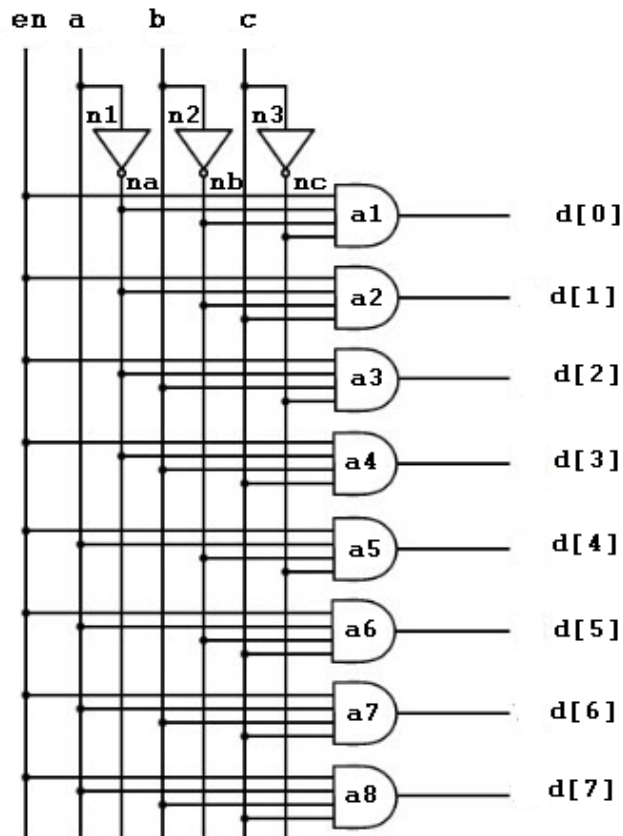 en a b c
n1 n2 n3
na nb nc
a1 d[0]
a2 d[1]
a3 d[2]
a4 d[3]
a5 d[4]
a6 d[5]
a7 d[6]
a8 d[7]